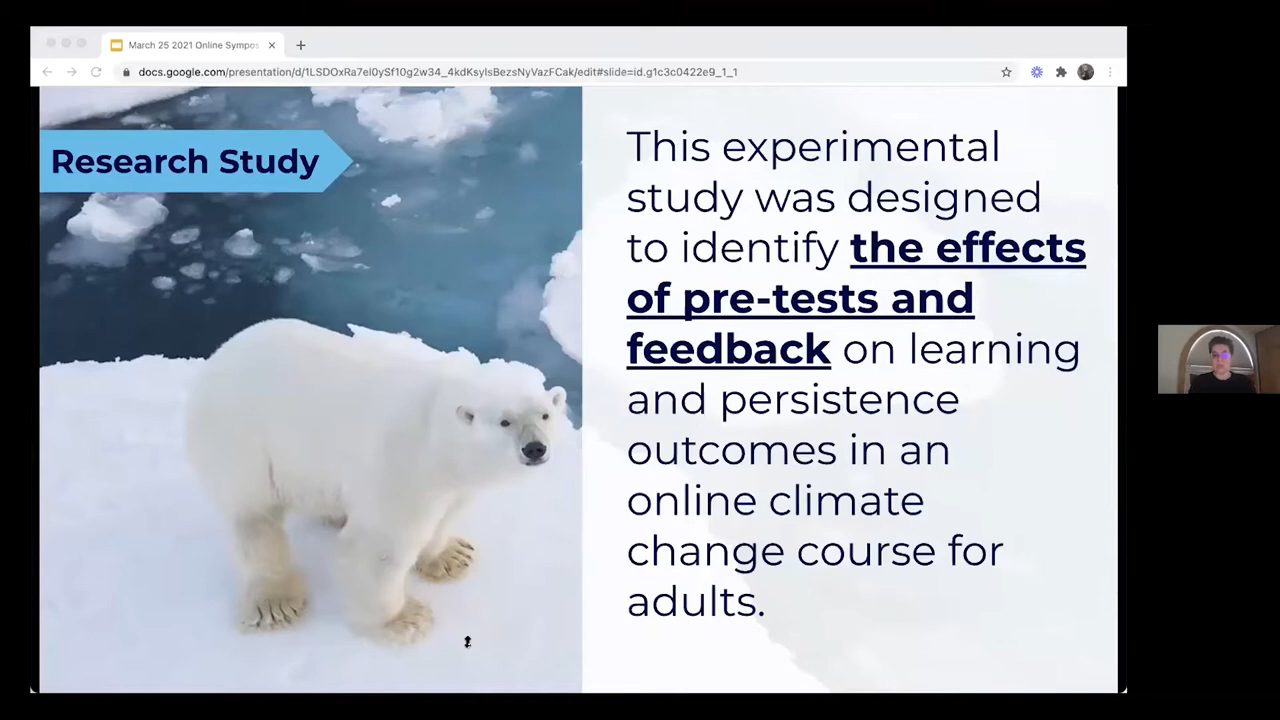 March 25 2021 Online Sympos
docs.google.com/presentation/d/1LSDOxRa7el0ySf10g2w34_4kdKsylsBezsNyVazFCak/edit#slide=id.g1c3c0422e9_1_1
Research Study
This experimental
study was designed
to identify the effects
of pre-tests and
feedback on learning
and persistence
outcomes in an
online climate
change course for
adults.